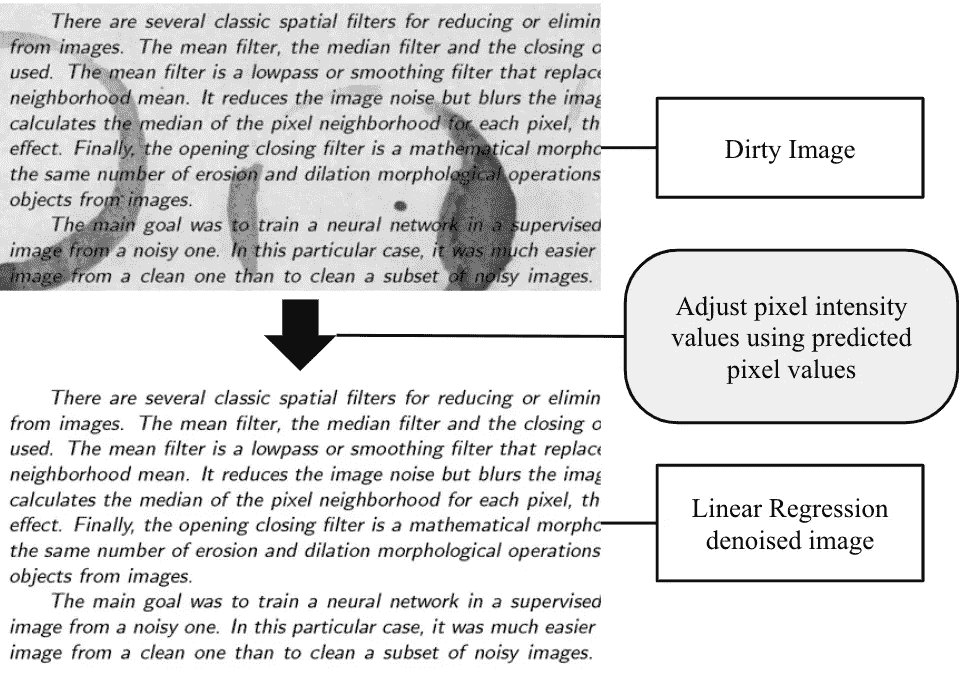 There are several classic spatial filters for reducing or elimin
from images. The mean filter, the median filter and the closing o
used. The mean filter is a lowpass or smoothing filter that replace
neighborhood mean. It reduces the image noise but blurs the imag
calculates the median of the pixel neighborhood for each pixel, th
effect. Finally, the opening closing filter is a mathematical morpho
the same number of erosion and dilation morphological operations
objects from images.
The main goal was to train a neural network in a supervised
image from a noisy one. In this particular case, it was much easier
image from a clean one than to clean a subset of noisy images.
Dirty Image
Adjust pixel intensity
values using predicted
pixel values
There are several classic spatial filters for reducing or elimin
from images. The mean filter, the median filter and the closing o
used. The mean filter is a lowpass or smoothing filter that replace
neighborhood mean. It reduces the image noise but blurs the imag
calculates the median of the pixel neighborhood for each pixel, th
effect. Finally, the opening closing filter is a mathematical morpho
the same number of erosion and dilation morphological operations
objects from images.
The main goal was to train a neural network in a supervised
image from a noisy one. In this particular case, it was much easier
image from a clean one than to clean a subset of noisy images.
Linear Regression
denoised image